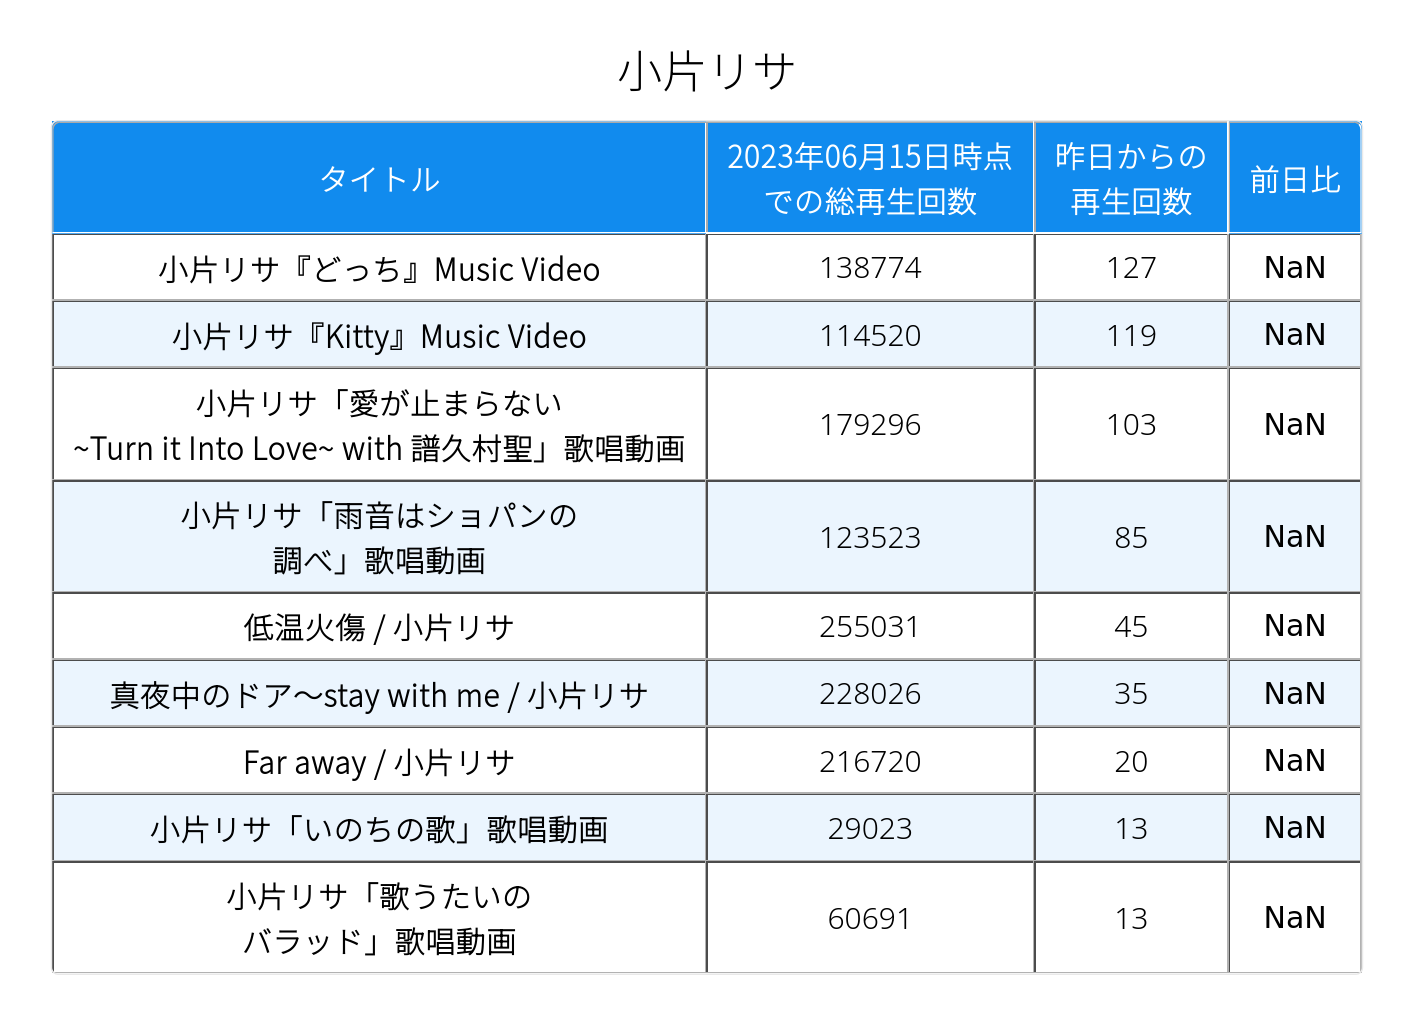 小片リサ
タイトル
2023年06月15日時点
での総再生回数
昨日からの
再生回数
前日比
小片リサ『どっち』Music Video
138774
127
NaN
小片リサ『Kitty』Music Video
114520
119
NaN
小片リサ「愛が止まらない
~Turn it Into Love~ with 譜久村聖」歌唱動画
179296
103
NaN
小片リサ「雨音はショパンの
調べ」歌唱動画
123523
85
NaN
低温火傷 / 小片リサ
255031
45
NaN
真夜中のドア～stay with me / 小片リサ
228026
35
NaN
Far away / 小片リサ
216720
20
NaN
小片リサ「いのちの歌」歌唱動画
29023
13
NaN
小片リサ「歌うたいの
バラッド」歌唱動画
60691
13
NaN